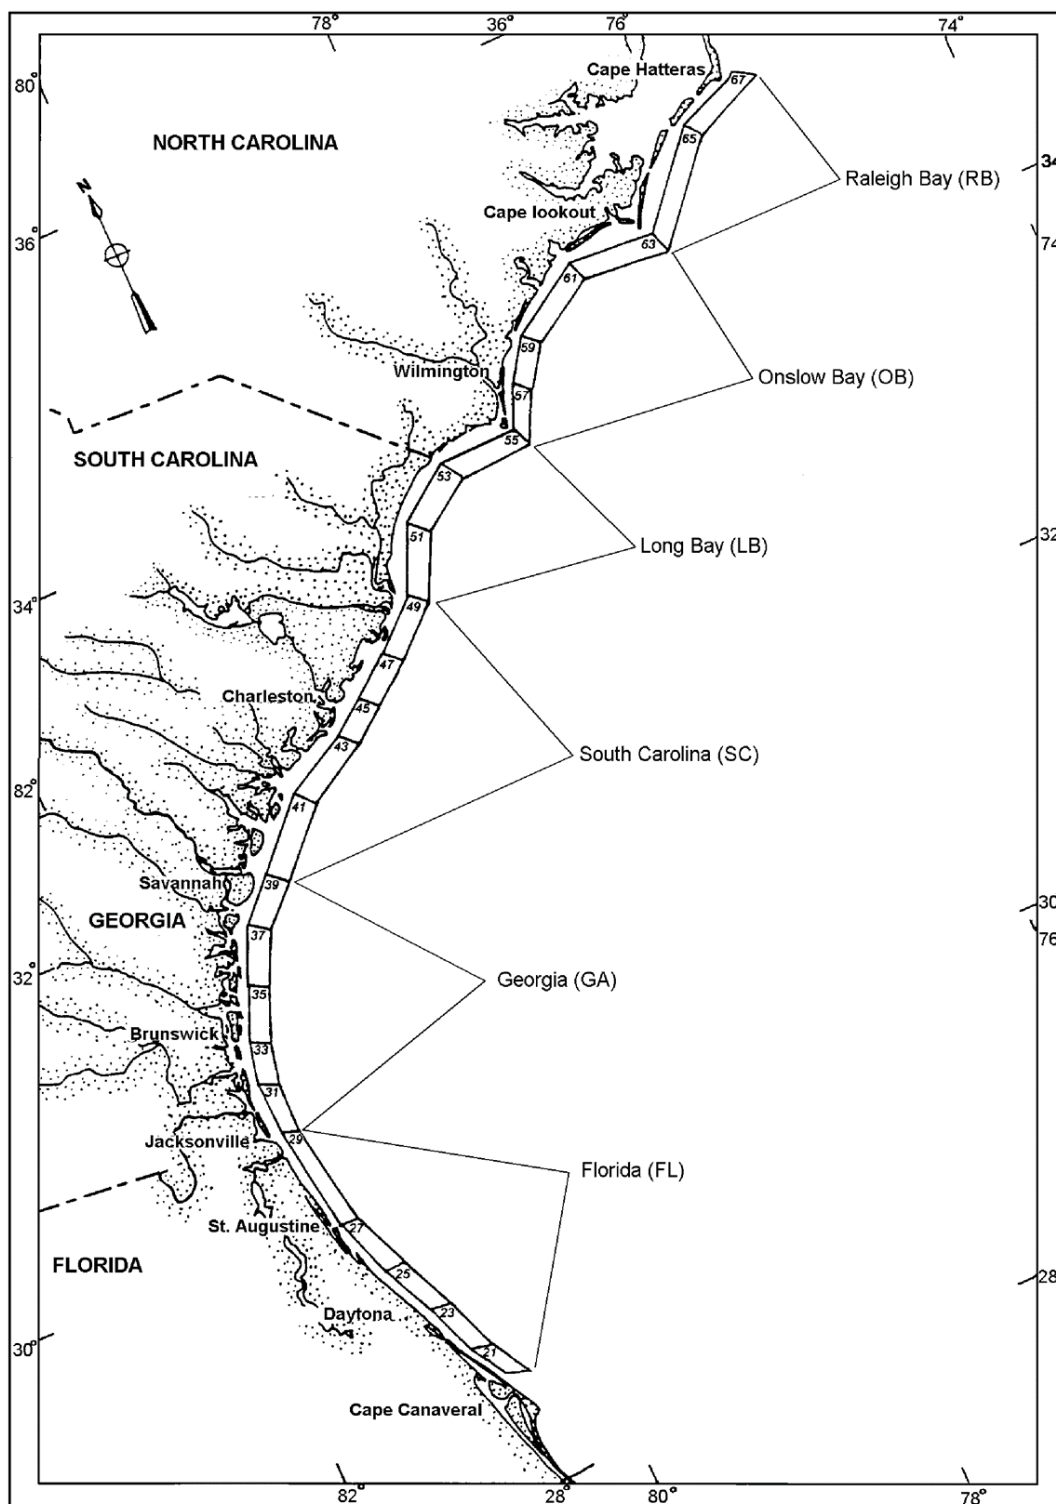 78°
36°
76°
74°
80°
Cape Hatteras
67
NORTH CAROLINA
65
34
N
Raleigh Bay (RB)
Cape lookout
36°
63
74
61
59
Wilmington
Onslow Bay (OB)
57
55
SOUTH CAROLINA
53
51
32
Long Bay (LB)
34°
49
47
Charleston
45
43
South Carolina (SC)
82°
41
Savannah
39
30
GEORGIA
37
76
32°
35
Georgia (GA)
Brunswick
33
31
Jacksonville
29
Florida (FL)
St. Augustine
27
FLORIDA
25
28
23
Daytona
30°
21
Cape Canaveral
82°
28°
80°
78°